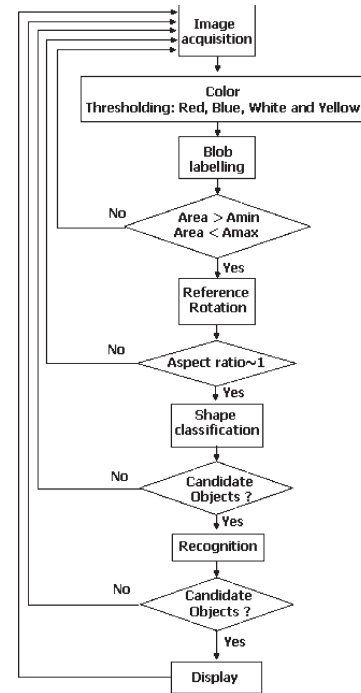 Image
acquisition
Color
Thresholding: Red, Blue, White and Yellow
Blob
labelling
No
Area > Amin
Area < Amax
Yes
Reference
Rotation
No
Aspect ratio~1
Yes
Shape
classification
No
Candidate
Objects ?
Yes
Recognition
No
Candidate
Objects ?
Yes
Display